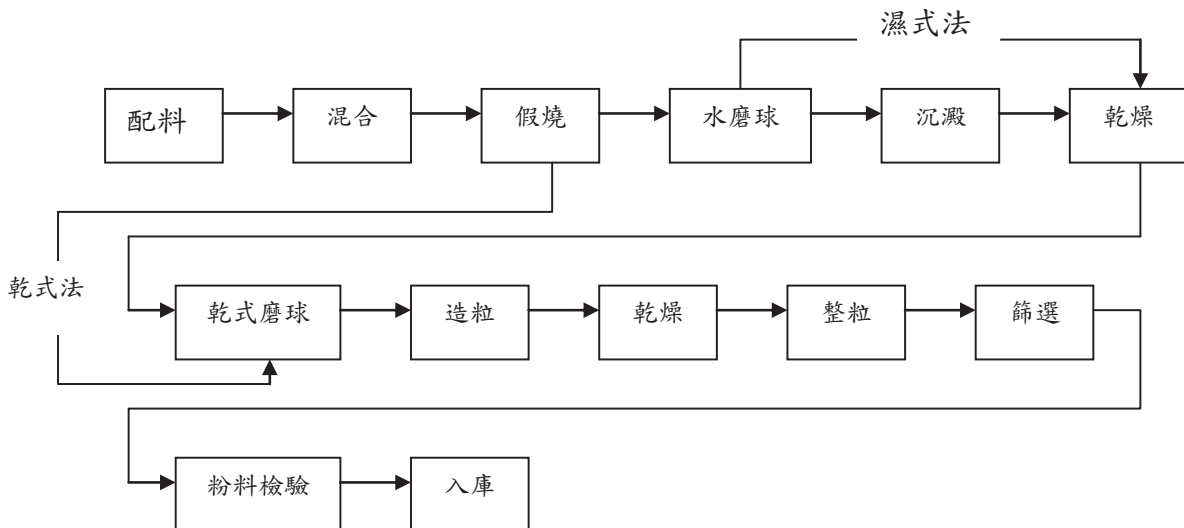 濕式法
配料
混合
假燒
水磨球
沉澱
乾燥
乾式法
乾式磨球
造粒
乾燥
整粒
篩選
粉料檢驗
入庫